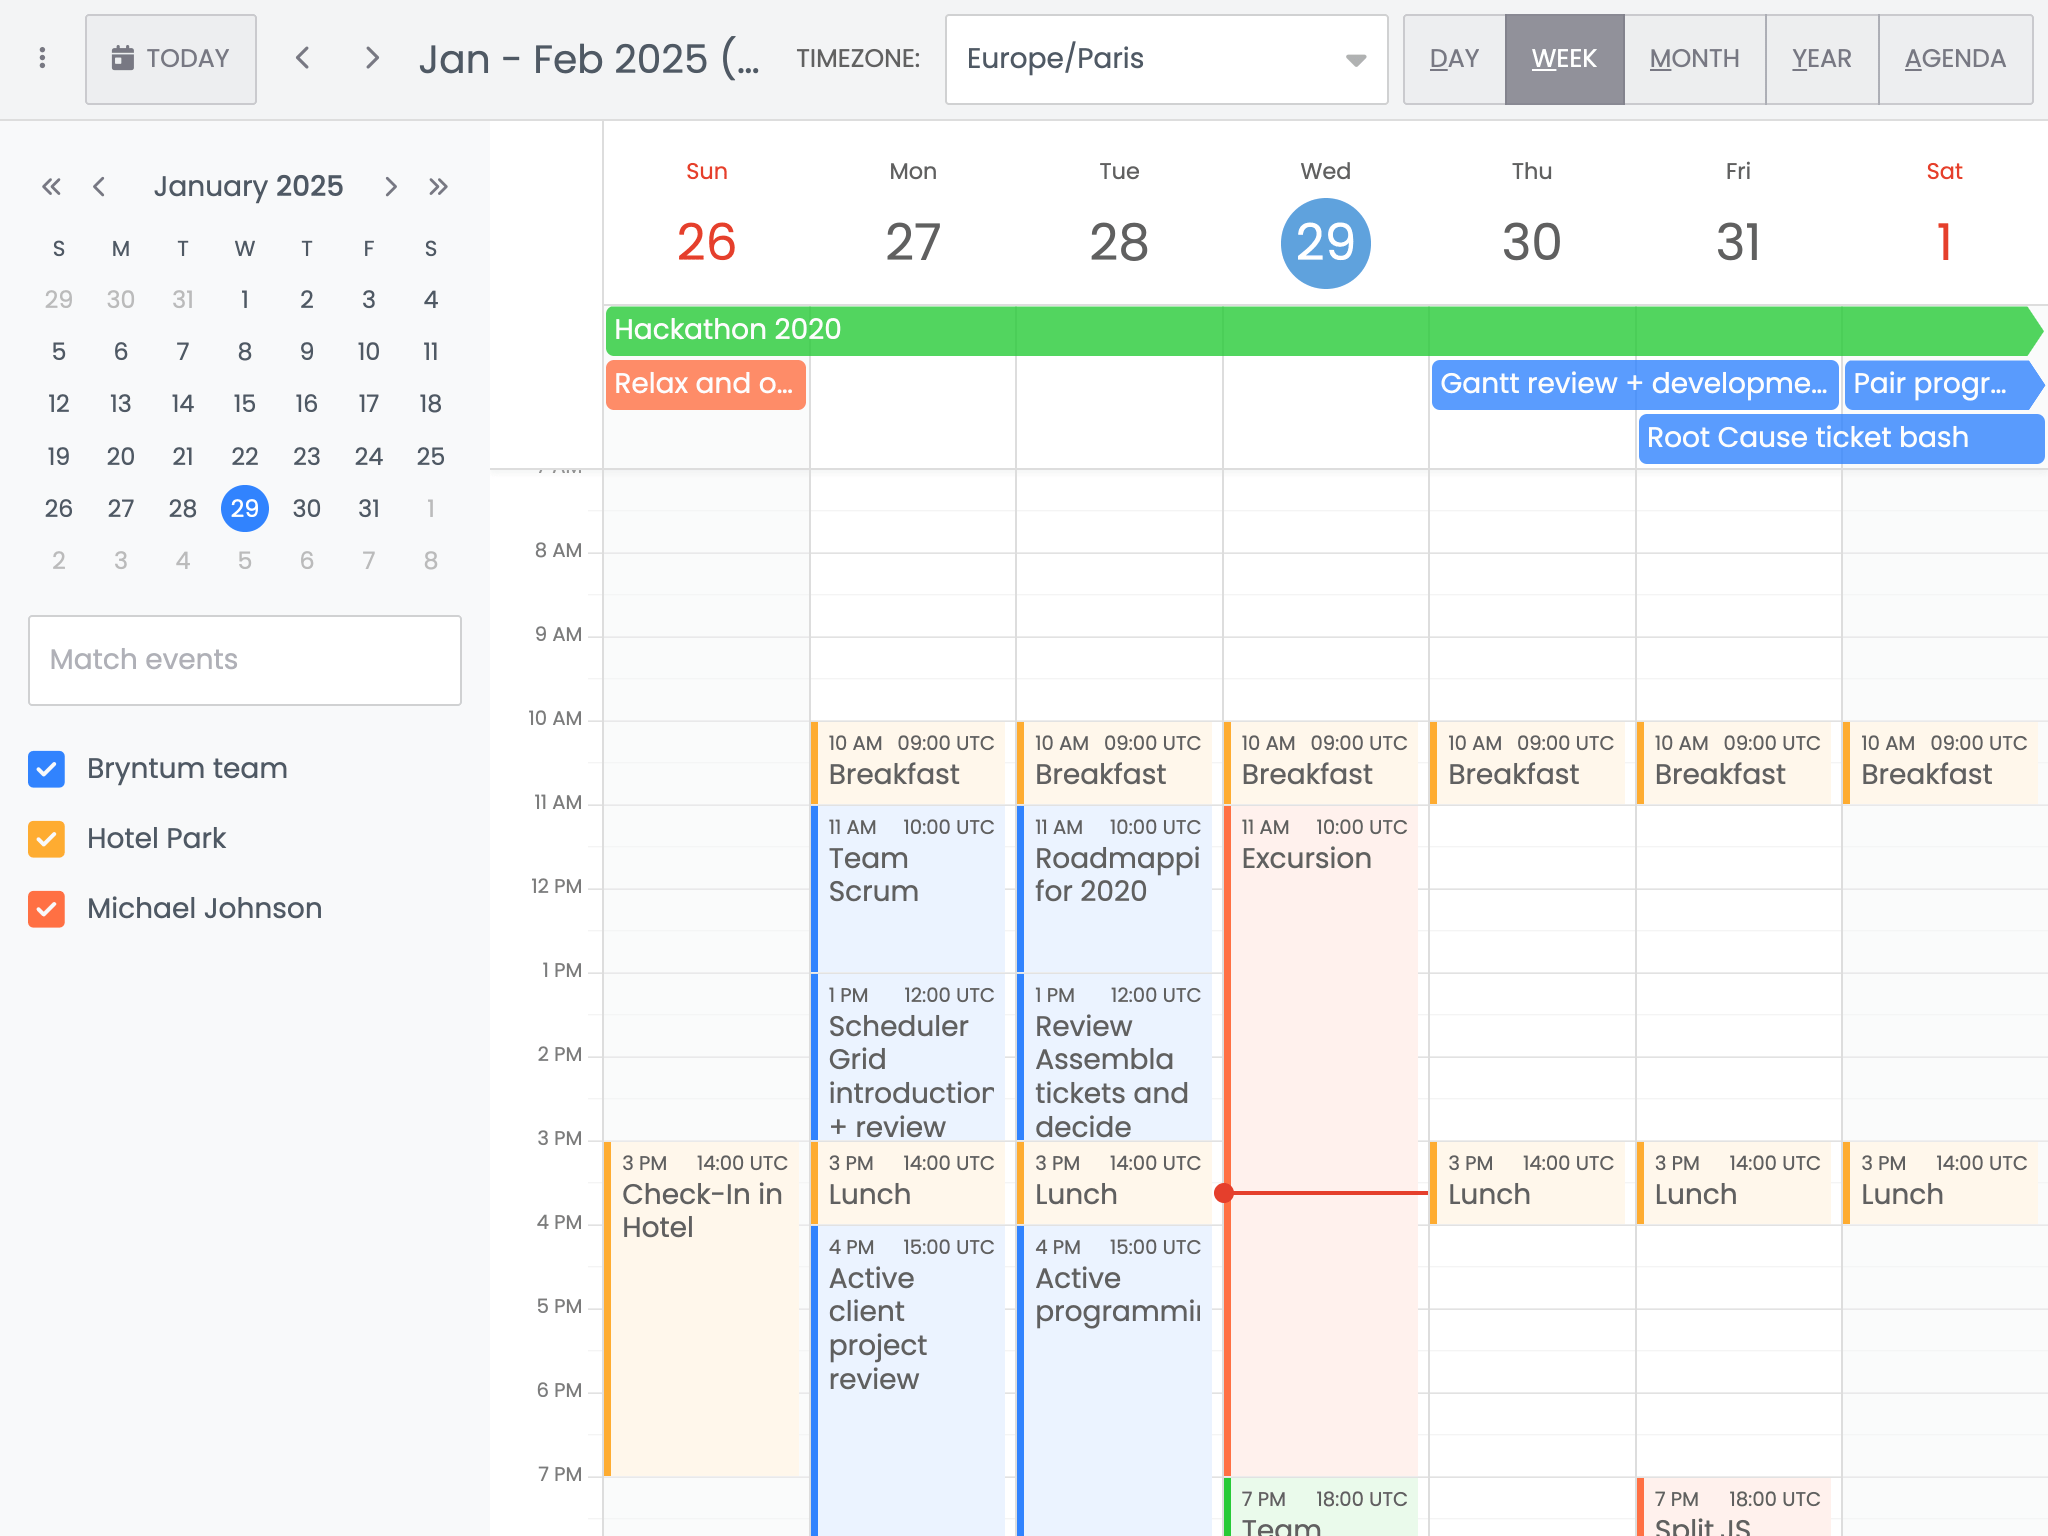 TODAY
Jan - Feb 2025 (...
TIMEZONE:
Europe/Paris
DAY
WEEK
MONTH
YEAR
AGENDA
January 2025
S M T W T F S
29 30 31 1 2 3 4
5 6 7 8 9 10 11
12 13 14 15 16 17 18
19 20 21 22 23 24 25
26 27 28 29 30 31 1
2 3 4 5 6 7 8
Match events
Bryntum team
Hotel Park
Michael Johnson
Sun Mon Tue Wed Thu Fri Sat
26 27 28 29 30 31 1
Hackathon 2020
Relax and o...
Gantt review + developme...
Pair progr...
Root Cause ticket bash
8 AM
9 AM
10 AM
11 AM
12 PM
1 PM
2 PM
3 PM
4 PM
5 PM
6 PM
7 PM
3 PM 14:00 UTC
Check-In in
Hotel
10 AM 09:00 UTC
Breakfast
11 AM 10:00 UTC
Team
Scrum
1 PM 12:00 UTC
Scheduler
Grid
introduction
+ review
3 PM 14:00 UTC
Lunch
4 PM 15:00 UTC
Active
client
project
review
10 AM 09:00 UTC
Breakfast
11 AM 10:00 UTC
Roadmappi
for 2020
1 PM 12:00 UTC
Review
Assembla
tickets and
decide
3 PM 14:00 UTC
Lunch
4 PM 15:00 UTC
Active
programmi
10 AM 09:00 UTC
Breakfast
11 AM 10:00 UTC
Excursion
7 PM 18:00 UTC
Team
10 AM 09:00 UTC
Breakfast
3 PM 14:00 UTC
Lunch
10 AM 09:00 UTC
Breakfast
3 PM 14:00 UTC
Lunch
7 PM 18:00 UTC
Split JS
10 AM 09:00 UTC
Breakfast
3 PM 14:00 UTC
Lunch